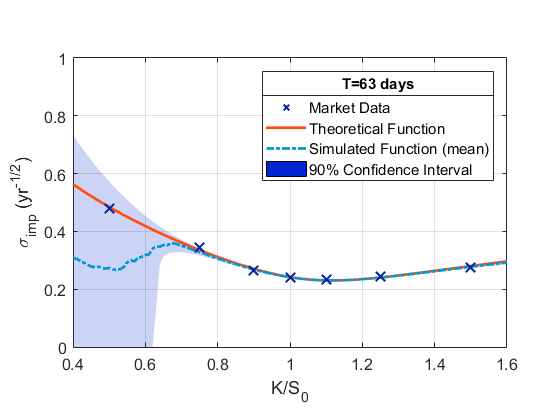 T=63 days
Market Data
Theoretical Function
Simulated Function (mean)
90% Confidence Interval
1
0.8
0.6
0.4
0.2
0
σimp (yr-1/2)
0.4 0.6 0.8 1 1.2 1.4 1.6
K/S0